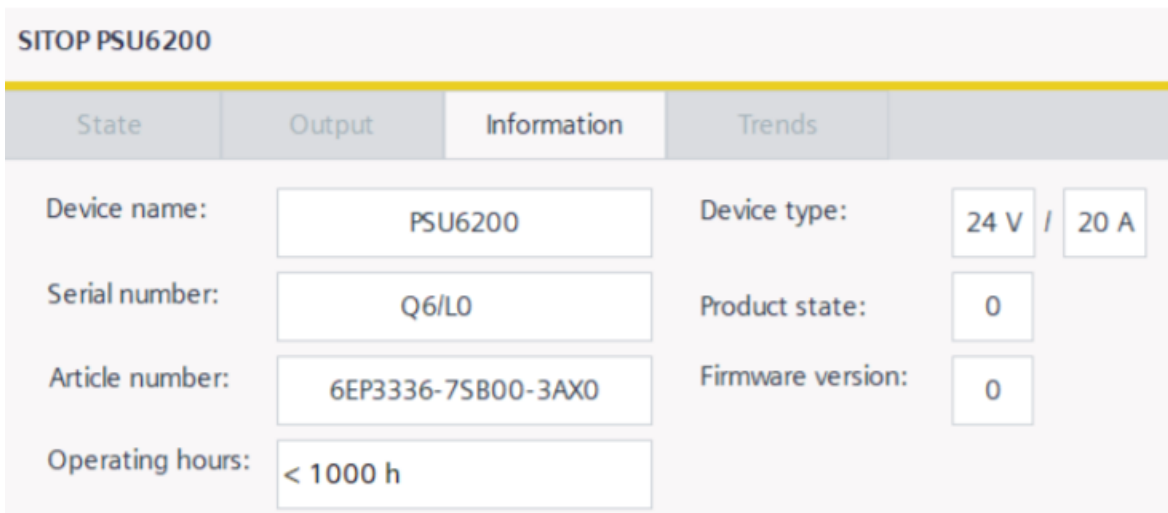 SITOP PSU6200
State Output Information Trends
Device name: PSU6200 Device type: 24 V / 20 A
Serial number: Q6/L0 Product state: 0
Article number: 6EP3336-7SB00-3AX0 Firmware version: 0
Operating hours: < 1000 h